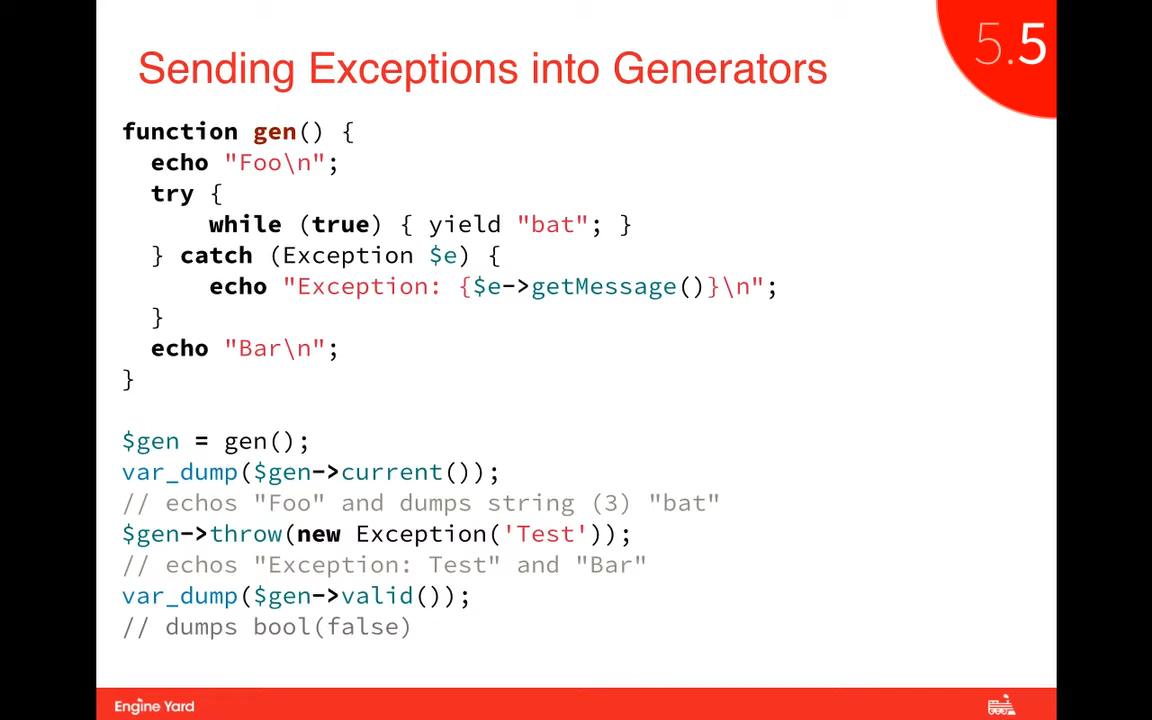 5.5
Sending Exceptions into Generators
function gen() {
  echo "Foo\n";
  try {
      while (true) { yield "bat"; }
  } catch (Exception $e) {
      echo "Exception: {$e->getMessage()}\n";
  }
  echo "Bar\n";
}
$gen = gen();
var_dump($gen->current());
// echos "Foo" and dumps string (3) "bat"
$gen->throw(new Exception('Test'));
// echos "Exception: Test" and "Bar"
var_dump($gen->valid());
// dumps bool(false)
Engine Yard